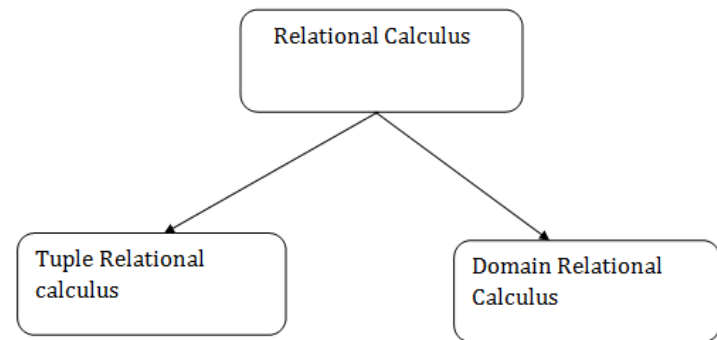 Relational Calculus
Tuple Relational
calculus
Domain Relational
Calculus